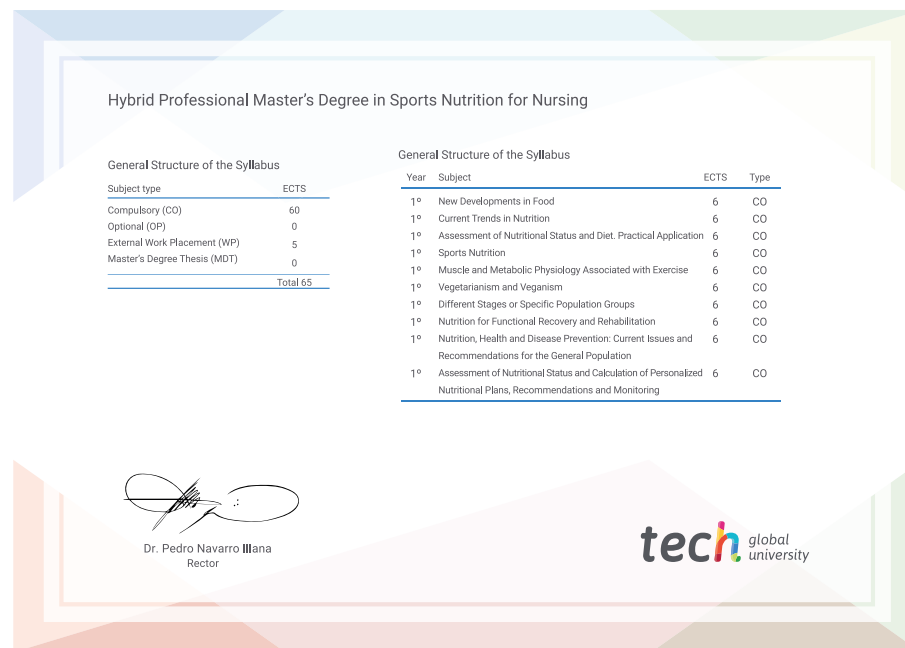 Hybrid Professional Master’s Degree in Sports Nutrition for Nursing
General Structure of the Syllabus
Subject type ECTS
Compulsory (CO) 60
Optional (OP) 0
External Work Placement (WP) 5
Master’s Degree Thesis (MDT) 0
Total 65
General Structure of the Syllabus
Year Subject ECTS Type
1º New Developments in Food 6 CO
1º Current Trends in Nutrition 6 CO
1º Assessment of Nutritional Status and Diet. Practical Application 6 CO
1º Sports Nutrition 6 CO
1º Muscle and Metabolic Physiology Associated with Exercise 6 CO
1º Vegetarianism and Veganism 6 CO
1º Different Stages or Specific Population Groups 6 CO
1º Nutrition for Functional Recovery and Rehabilitation 6 CO
1º Nutrition, Health and Disease Prevention: Current Issues and 6 CO
Recommendations for the General Population
1º Assessment of Nutritional Status and Calculation of Personalized 6 CO
Nutritional Plans, Recommendations and Monitoring
Dr. Pedro Navarro Illana
Rector
tech global
university